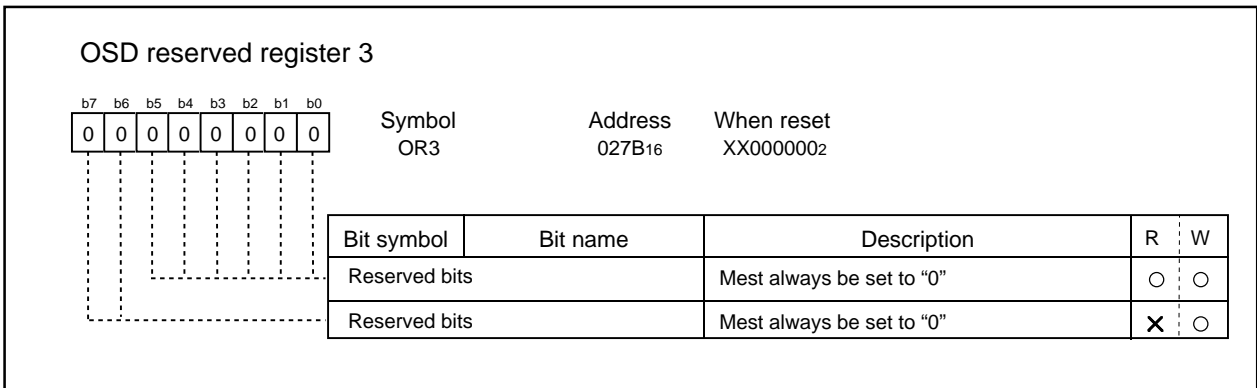 OSD reserved register 3
b7 b6 b5 b4 b3 b2 b1 b0
0 0 0 0 0 0 0 0
Symbol Address When reset
OR3 027B16 XX0000002
Bit symbol Bit name Description R W
Reserved bits Mest always be set to “0” ○ ○
Reserved bits Mest always be set to “0” ✕ ○